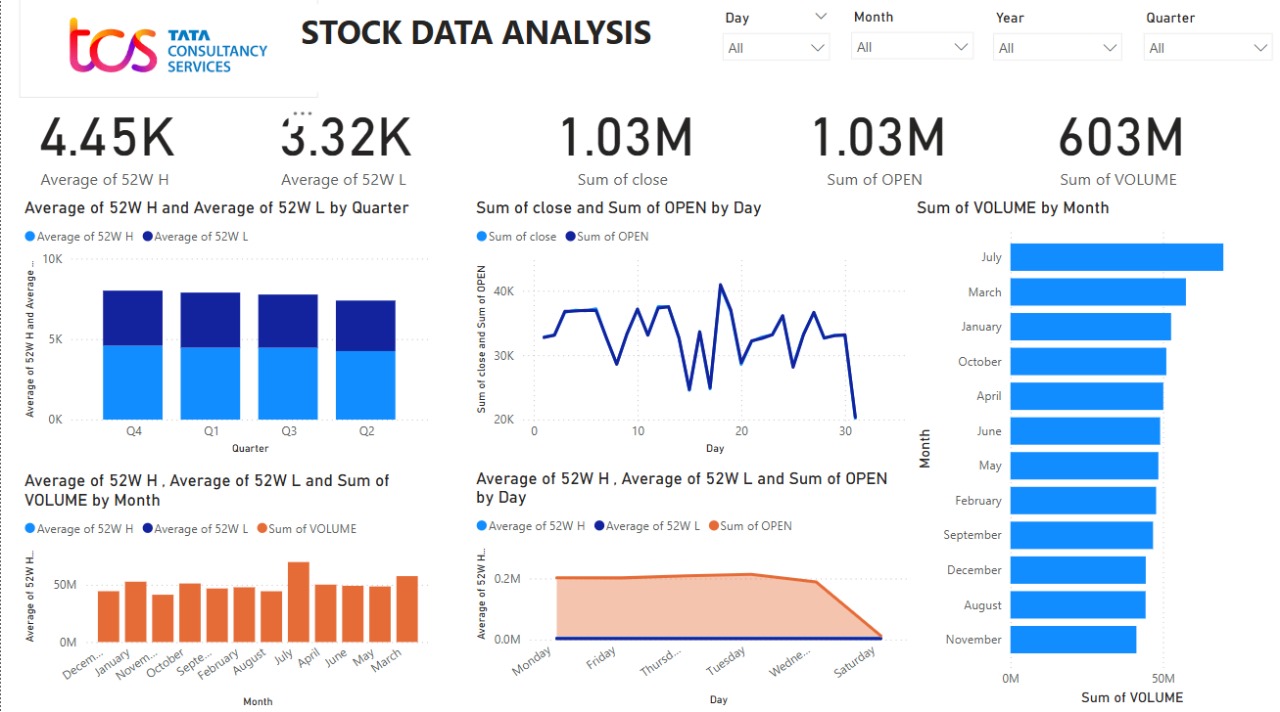 tcs TATA
CONSULTANCY
SERVICES
STOCK DATA ANALYSIS
Day
All
Month
All
Year
All
Quarter
All
4.45K
Average of 52W H
3.32K
Average of 52W L
1.03M
Sum of close
1.03M
Sum of OPEN
603M
Sum of VOLUME
Average of 52W H and Average of 52W L by Quarter
Average of 52W H Average of 52W L
Average of 52W H and Average ...
10K
5K
0K
Q4 Q1 Q3 Q2
Quarter
Sum of close and Sum of OPEN by Day
Sum of close Sum of OPEN
Sum of close and Sum of OPEN
40K
30K
20K
0 10 20 30
Day
Sum of VOLUME by Month
Month
July
March
January
October
April
June
May
February
September
December
August
November
0M 50M
Sum of VOLUME
Average of 52W H , Average of 52W L and Sum of
VOLUME by Month
Average of 52W H Average of 52W L Sum of VOLUME
Average of 52W H...
50M
0M
Decem... January Novem... October Septe... February August July April June May March
Month
Average of 52W H , Average of 52W L and Sum of OPEN
by Day
Average of 52W H Average of 52W L Sum of OPEN
Average of 52W H...
0.2M
0.0M
Monday Friday Thursd... Tuesday Wedne... Saturday
Day